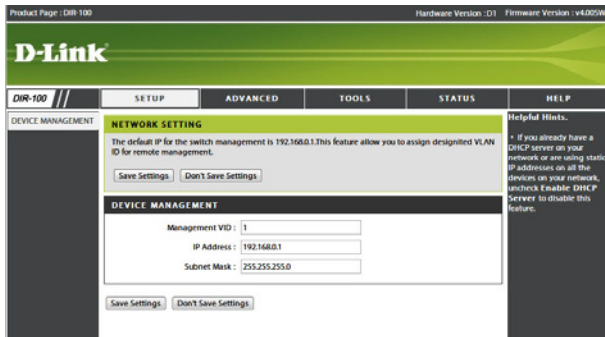 Product Page : DIR-100
Hardware Version : D1 Firmware Version : v4.00SW
D-Link
DIR-100
SETUP
ADVANCED
TOOLS
STATUS
HELP
DEVICE MANAGEMENT
NETWORK SETTING
The default IP for the switch management is 192.168.0.1.This feature allow you to assign designited VLAN
ID for remote management.
Save Settings
Don't Save Settings
DEVICE MANAGEMENT
Management VID : 1
IP Address : 192.168.0.1
Subnet Mask : 255.255.255.0
Save Settings
Don't Save Settings
Helpful Hints.
• If you already have a
DHCP server on your
network or are using static
IP addresses on all the
devices on your network,
uncheck Enable DHCP
Server to disable this
feature.